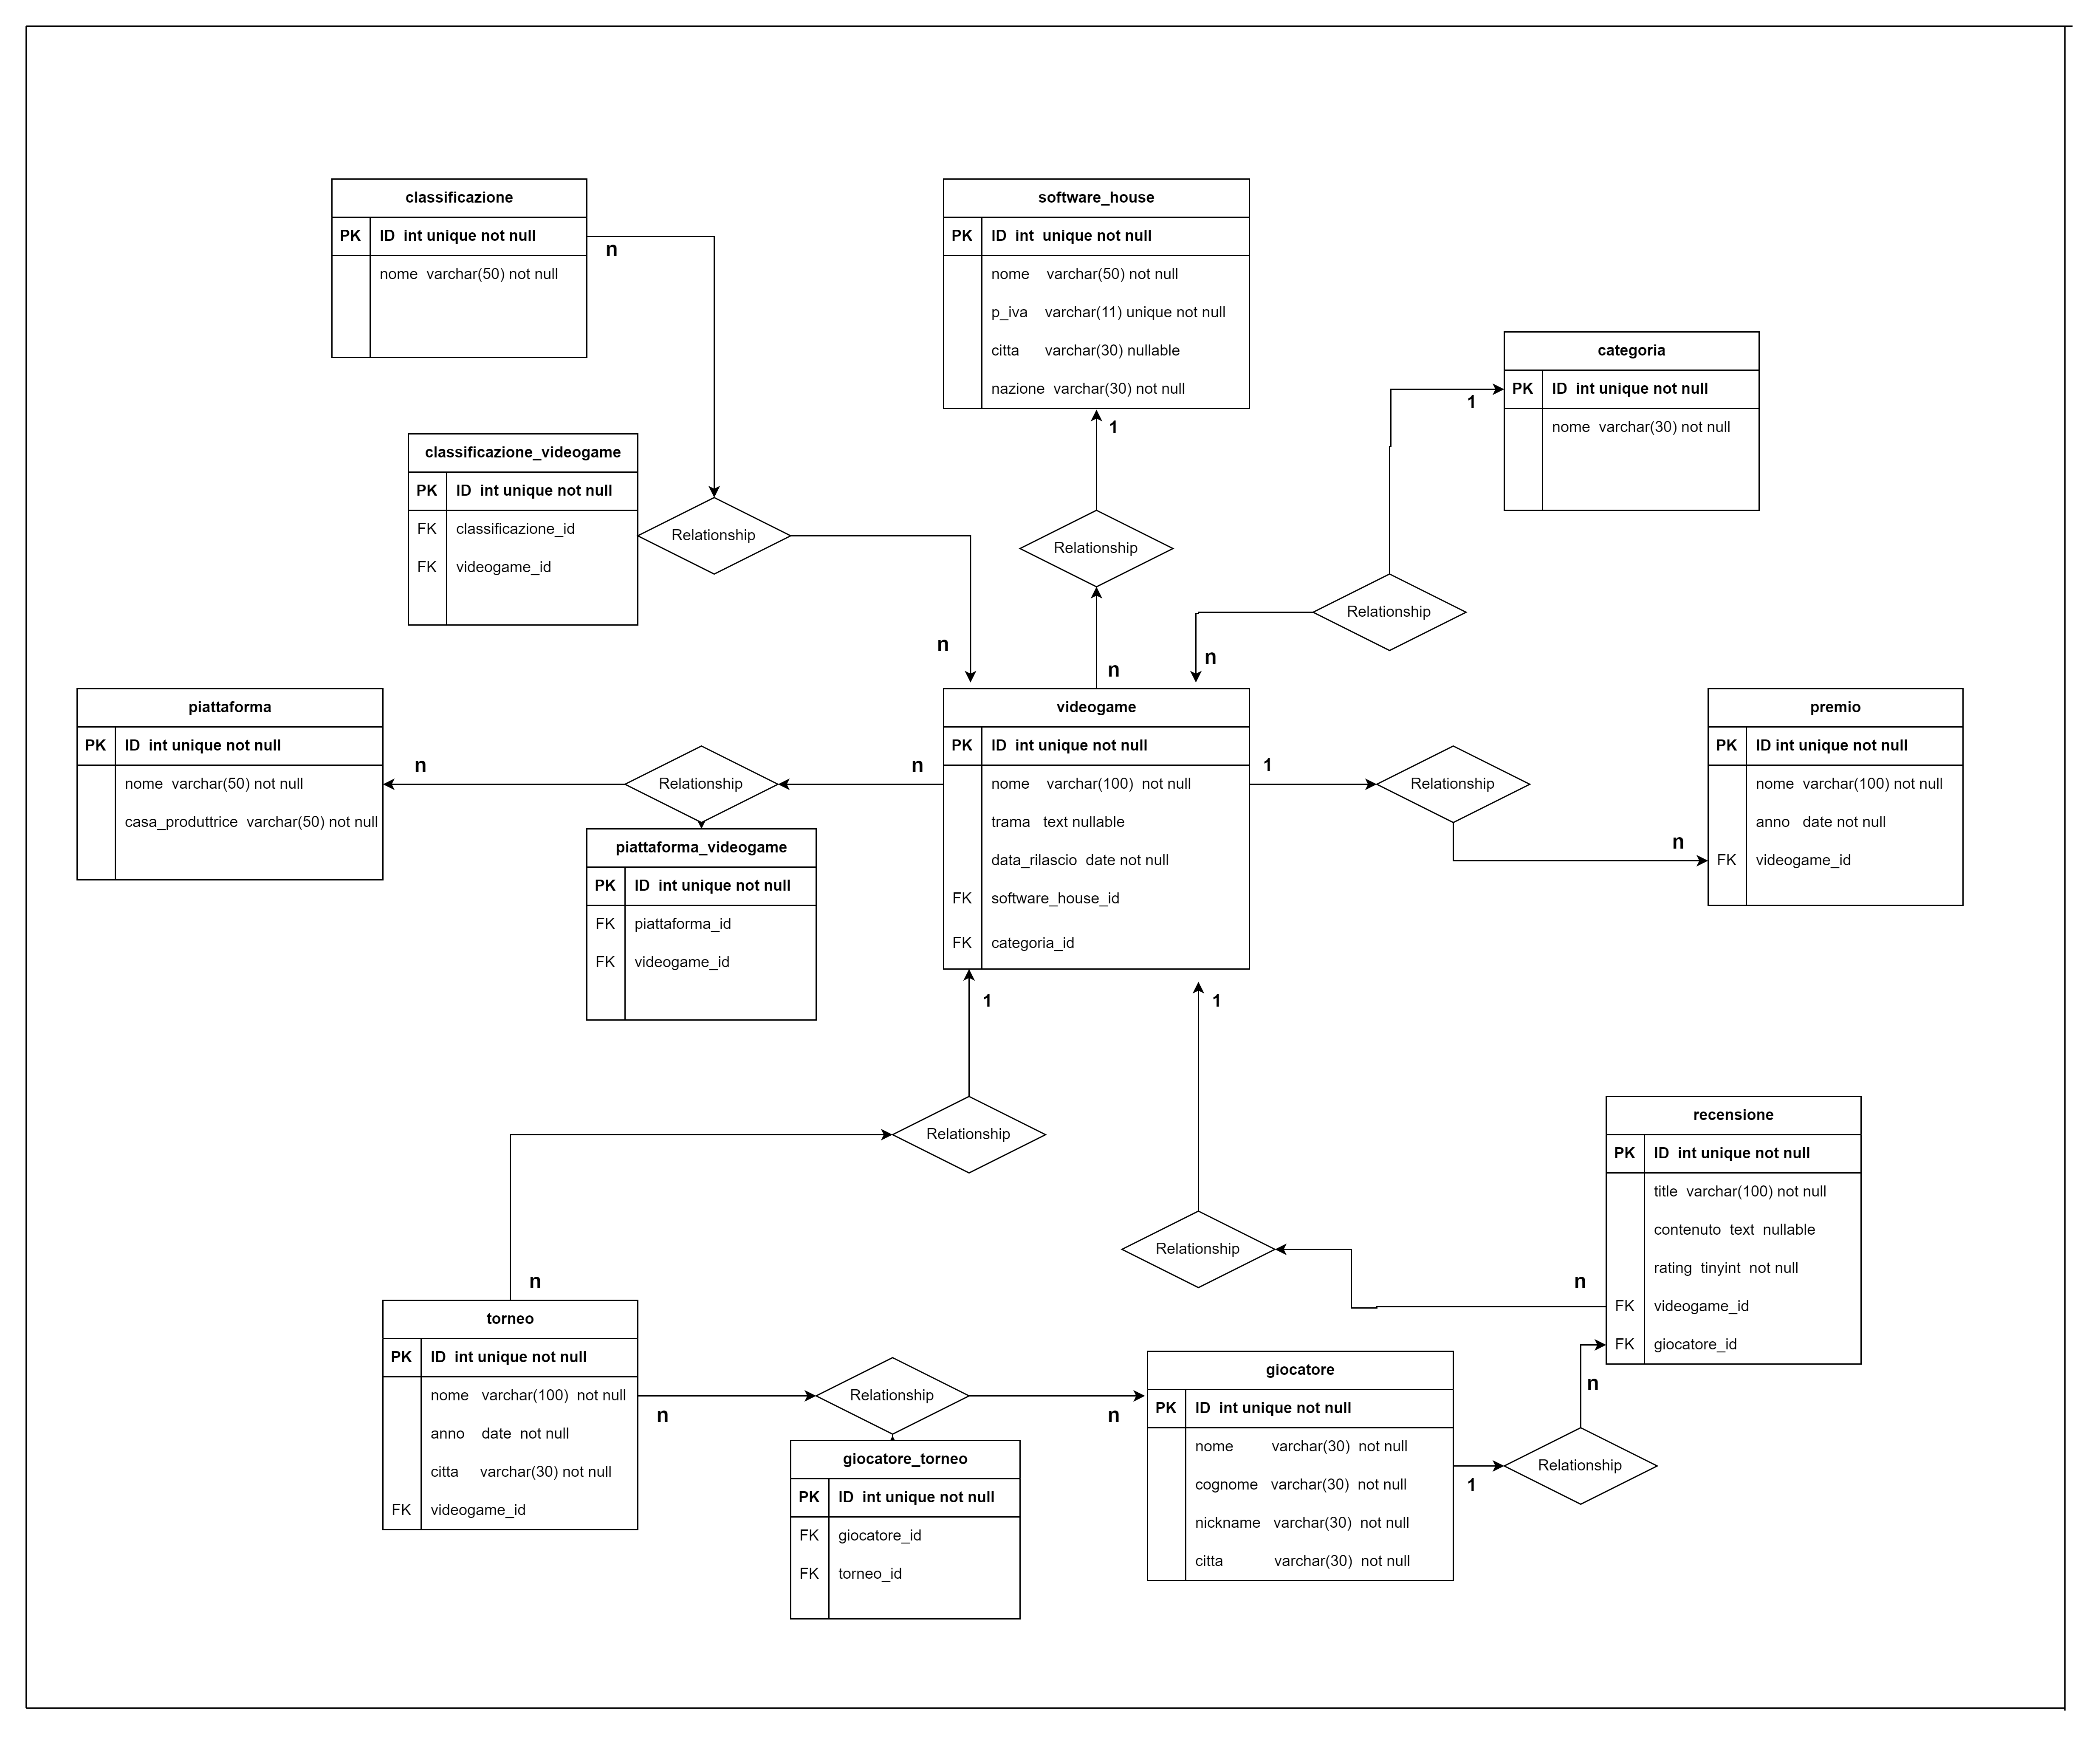 classificazione
PK ID int unique not null
nome varchar(50) not null
n
software_house
PK ID int unique not null
nome varchar(50) not null
p_iva varchar(11) unique not null
citta varchar(30) nullable
nazione varchar(30) not null
1
categoria
PK ID int unique not null
nome varchar(30) not null
1
classificazione_videogame
PK ID int unique not null
FK classificazione_id
FK videogame_id
Relationship
n
Relationship
n
Relationship
n
piattaforma
PK ID int unique not null
nome varchar(50) not null
casa_produttrice varchar(50) not null
n
Relationship
n
piattaforma_videogame
PK ID int unique not null
FK piattaforma_id
FK videogame_id
videogame
PK ID int unique not null
nome varchar(100) not null
trama text nullable
data_rilascio date not null
FK software_house_id
FK categoria_id
1
Relationship
n
premio
PK ID int unique not null
nome varchar(100) not null
anno date not null
FK videogame_id
1
1
Relationship
n
Relationship
n
recensione
PK ID int unique not null
title varchar(100) not null
contenuto text nullable
rating tinyint not null
FK videogame_id
FK giocatore_id
torneo
PK ID int unique not null
nome varchar(100) not null
anno date not null
citta varchar(30) not null
FK videogame_id
n
Relationship
n
giocatore_torneo
PK ID int unique not null
FK giocatore_id
FK torneo_id
giocatore
PK ID int unique not null
nome varchar(30) not null
cognome varchar(30) not null
nickname varchar(30) not null
citta varchar(30) not null
1
Relationship
n